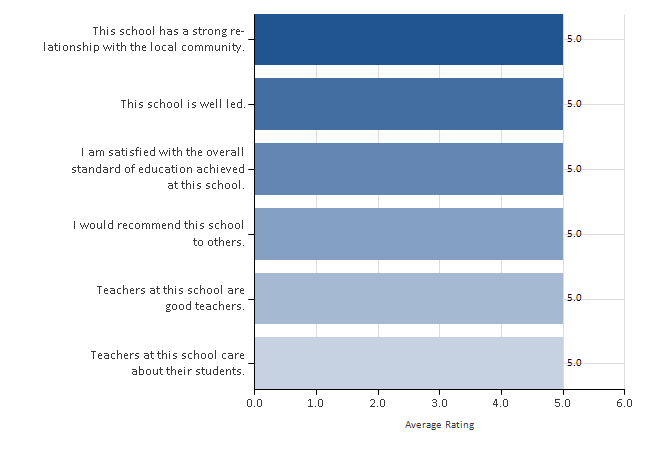 This school has a strong re-
lationship with the local community.
5.0
This school is well led.
5.0
I am satisfied with the overall
standard of education achieved
at this school.
5.0
I would recommend this school
to others.
5.0
Teachers at this school are
good teachers.
5.0
Teachers at this school care
about their students.
5.0
0.0 1.0 2.0 3.0 4.0 5.0 6.0
Average Rating